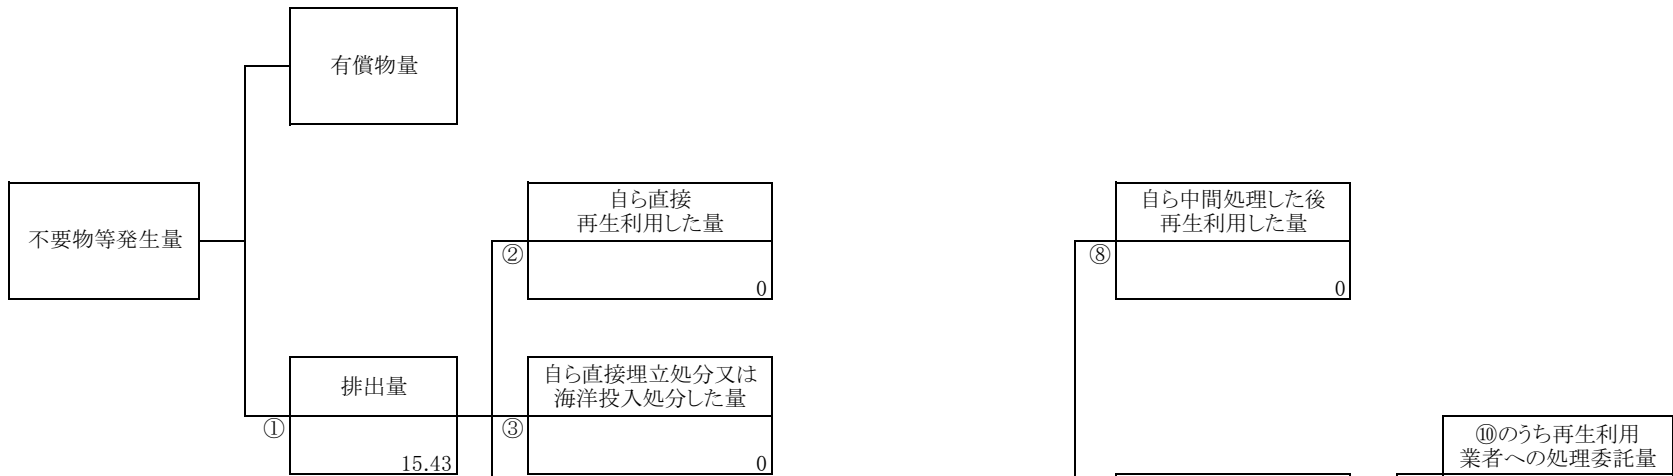 有償物量
不要物等発生量
自ら直接
再生利用した量
②
0
自ら中間処理した後
再生利用した量
⑧
0
排出量
①
15.43
自ら直接埋立処分又は
海洋投入処分した量
③
0
⑩のうち再生利用
業者への処理委託量